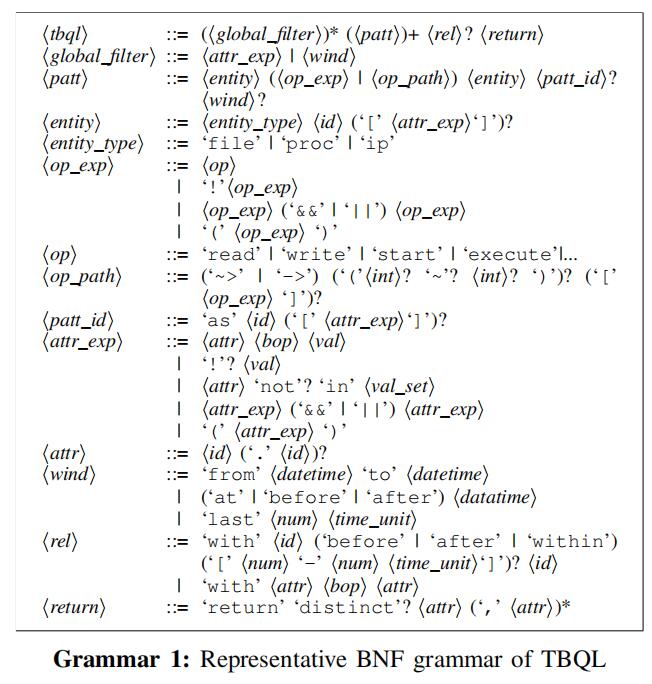 ⟨tbql⟩ ::= (⟨global_filter⟩)* (⟨patt⟩)+ ⟨rel⟩? ⟨return⟩
⟨global_filter⟩ ::= ⟨attr_exp⟩ | ⟨wind⟩
⟨patt⟩ ::= ⟨entity⟩ (⟨op_exp⟩ | ⟨op_path⟩) ⟨entity⟩ ⟨patt_id⟩?
⟨wind⟩?
⟨entity⟩ ::= ⟨entity_type⟩ ⟨id⟩ (‘[’ ⟨attr_exp⟩‘]’)?
⟨entity_type⟩ ::= ‘file’ | ‘proc’ | ‘ip’
⟨op_exp⟩ ::= ⟨op⟩
| ‘!’⟨op_exp⟩
| ⟨op_exp⟩ (‘&&’ | ‘||’) ⟨op_exp⟩
| ‘(’ ⟨op_exp⟩ ‘)’
⟨op⟩ ::= ‘read’ | ‘write’ | ‘start’ | ‘execute’|...
⟨op_path⟩ ::= (‘~>’ | ‘->’) (‘(’⟨int⟩? ‘~’? ⟨int⟩? ‘)’)? (‘[’
⟨op_exp⟩ ‘]’)?
⟨patt_id⟩ ::= ‘as’ ⟨id⟩ (‘[’ ⟨attr_exp⟩‘]’)?
⟨attr_exp⟩ ::= ⟨attr⟩ ⟨bop⟩ ⟨val⟩
| ‘!’? ⟨val⟩
| ⟨attr⟩ ‘not’? ‘in’ ⟨val_set⟩
| ⟨attr_exp⟩ (‘&&’ | ‘||’) ⟨attr_exp⟩
| ‘(’ ⟨attr_exp⟩ ‘)’
⟨attr⟩ ::= ⟨id⟩ (‘.’ ⟨id⟩)?
⟨wind⟩ ::= ‘from’ ⟨datetime⟩ ‘to’ ⟨datetime⟩
| (‘at’ | ‘before’ | ‘after’) ⟨datatime⟩
| ‘last’ ⟨num⟩ ⟨time_unit⟩
⟨rel⟩ ::= ‘with’ ⟨id⟩ (‘before’ | ‘after’ | ‘within’)
(‘[’ ⟨num⟩ ‘-’ ⟨num⟩ ⟨time_unit⟩‘]’)? ⟨id⟩
| ‘with’ ⟨attr⟩ ⟨bop⟩ ⟨attr⟩
⟨return⟩ ::= ‘return’ ‘distinct’? ⟨attr⟩ (‘,’ ⟨attr⟩)*
Grammar 1: Representative BNF grammar of TBQL